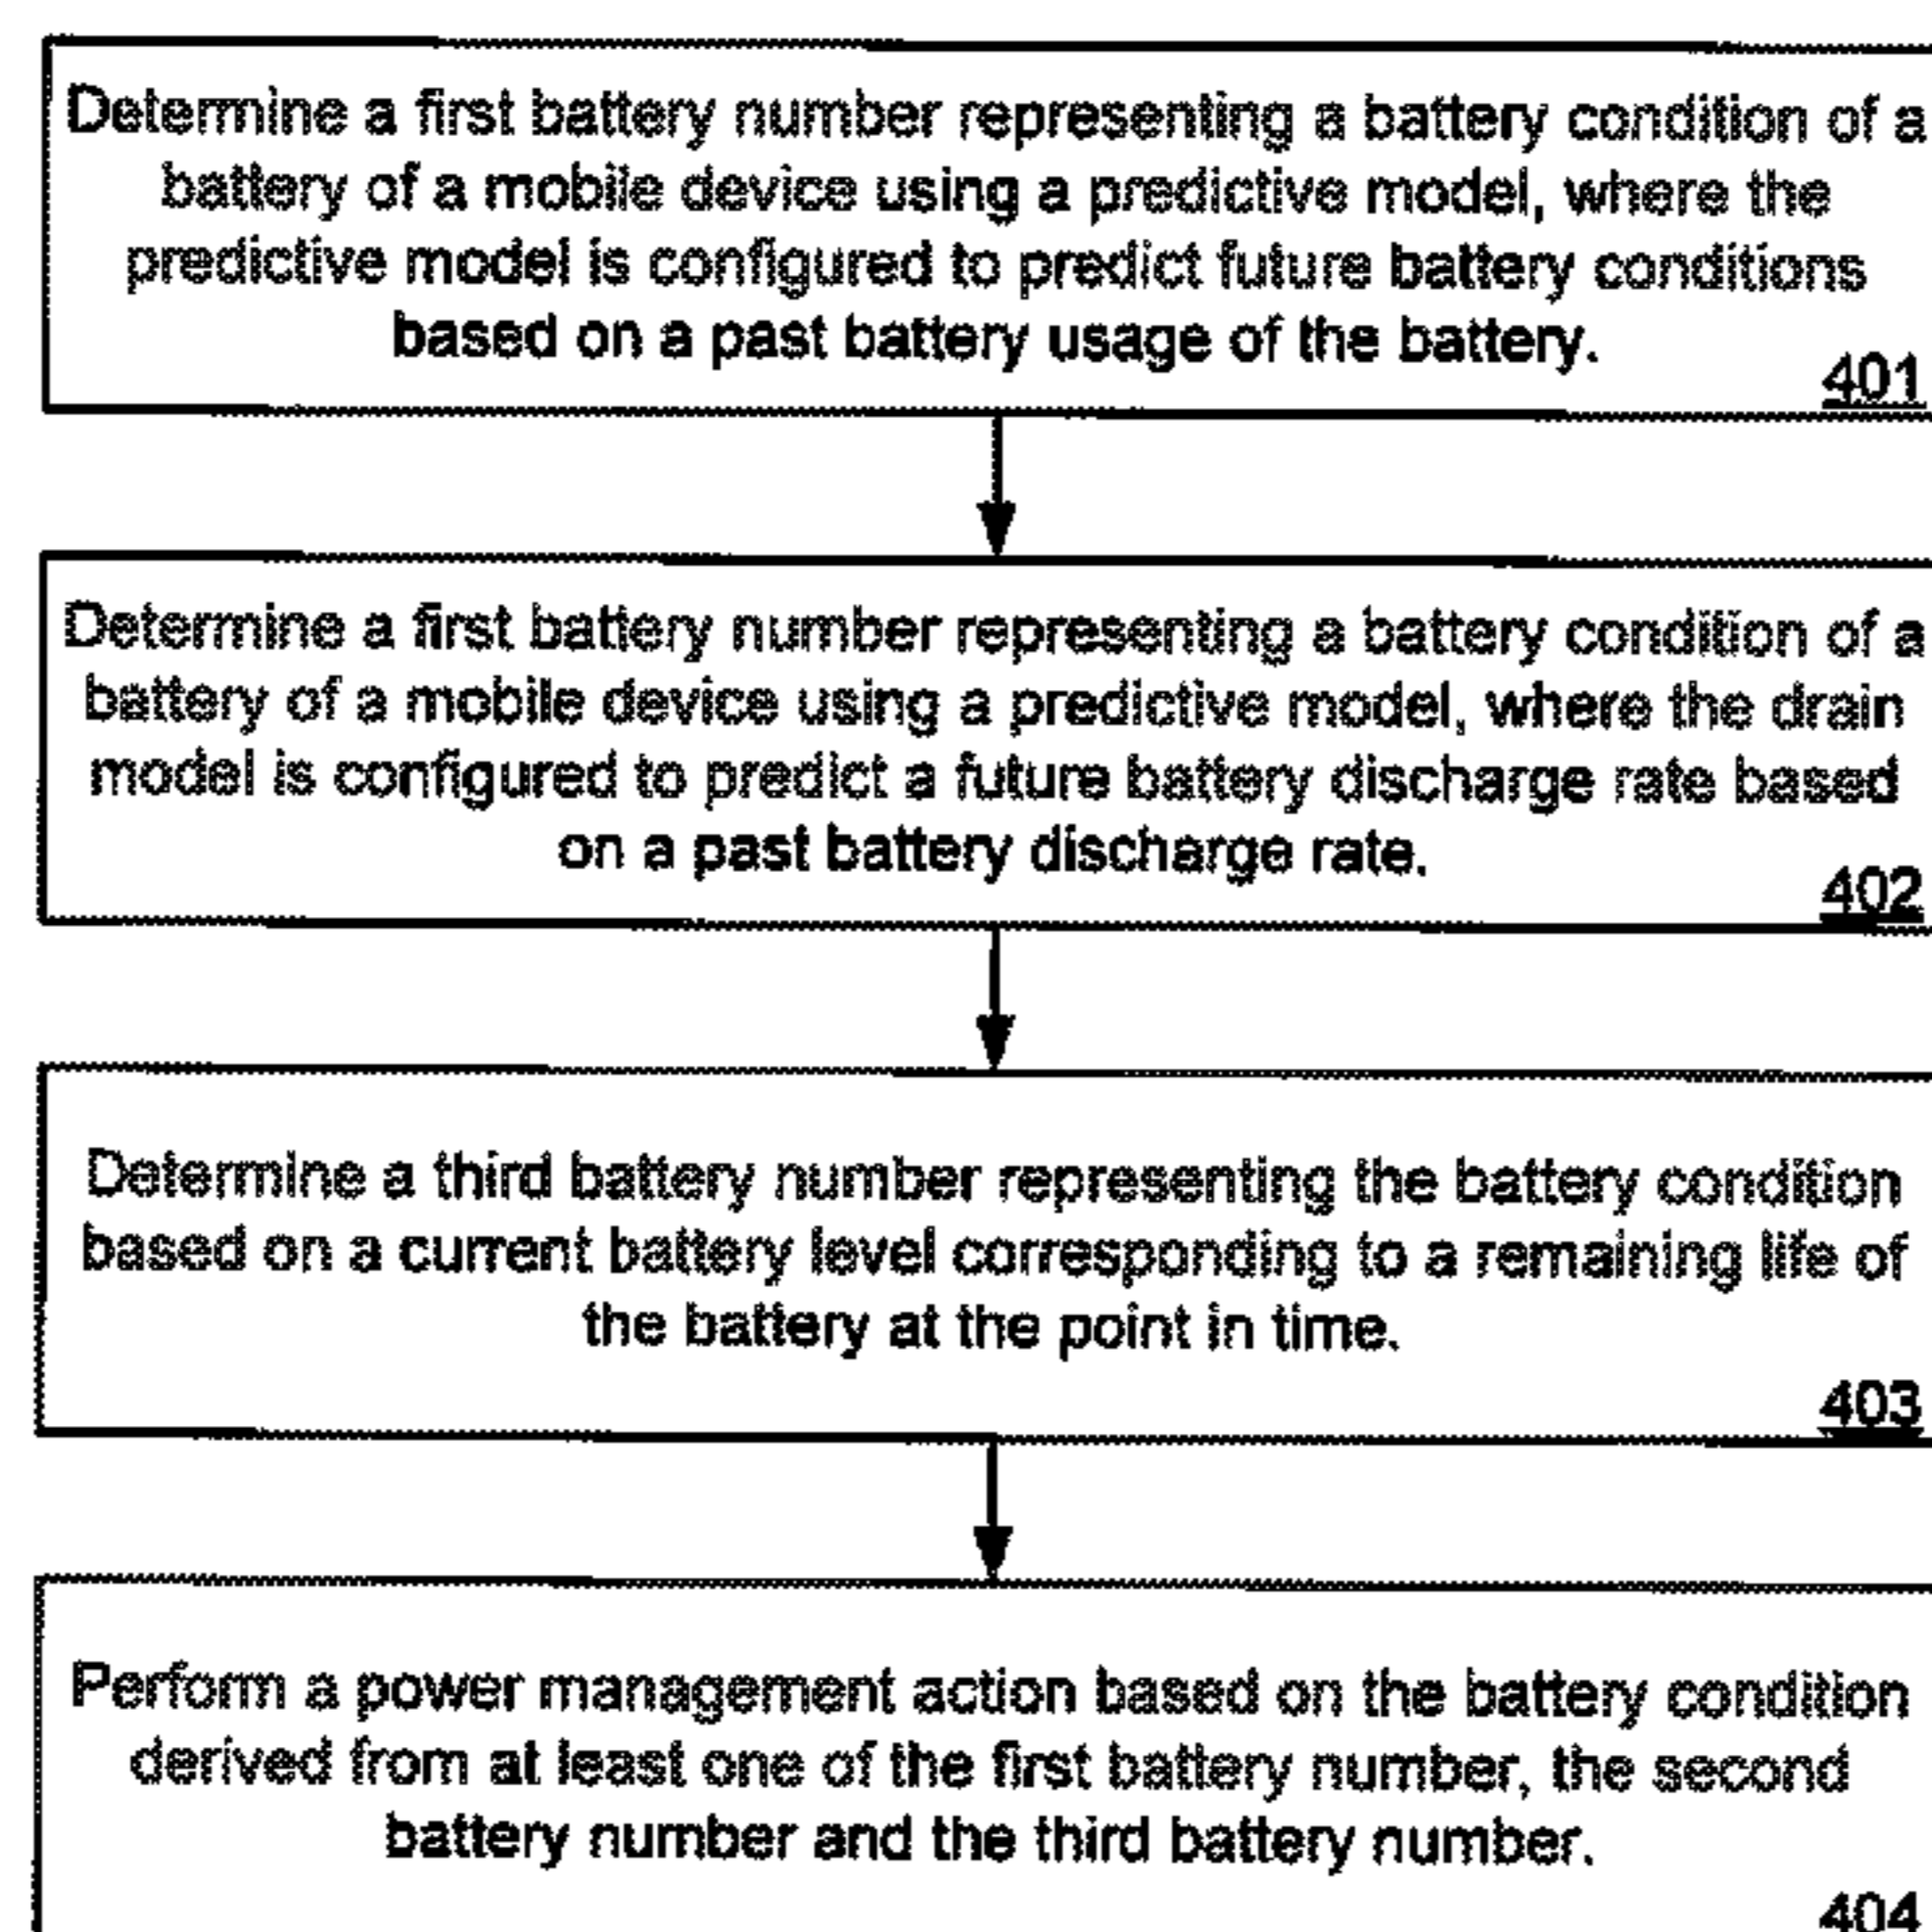 Determine a first battery number representing a battery condition of a
battery of a mobile device using a predictive model, where the
predictive model is configured to predict future battery conditions
based on a past battery usage of the battery.
401
Determine a first battery number representing a battery condition of a
battery of a mobile device using a predictive model, where the drain
model is configured to predict a future battery discharge rate based
on a past battery discharge rate.
402
Determine a third battery number representing the battery condition
based on a current battery level corresponding to a remaining life of
the battery at the point in time.
403
Perform a power management action based on the battery condition
derived from at least one of the first battery number, the second
battery number and the third battery number.
404